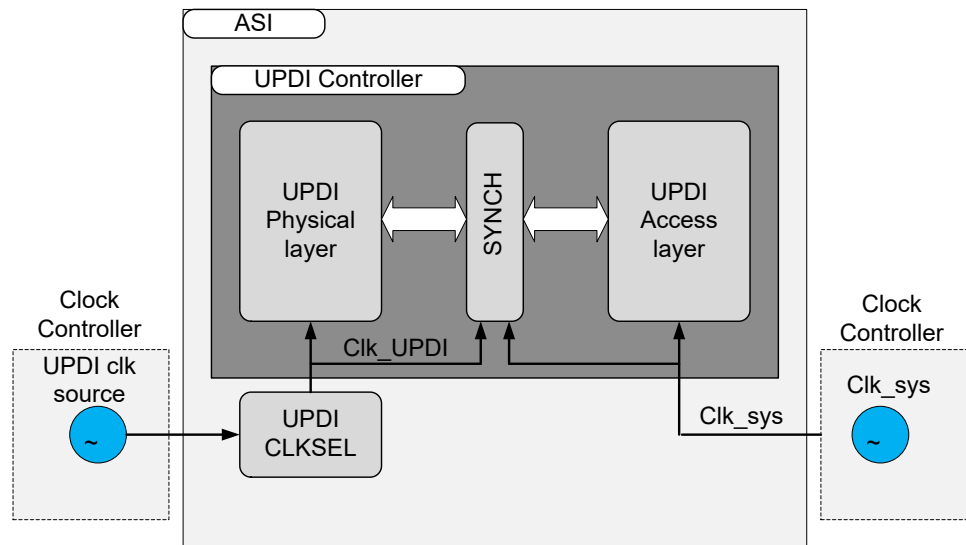 ASI
UPDI Controller
UPDI
Physical
layer
SYNCH
UPDI
Access
layer
Clock
Controller
UPDI clk
source
~
Clk_UPDI
UPDI
CLKSEL
Clk_sys
Clock
Controller
Clk_sys
~